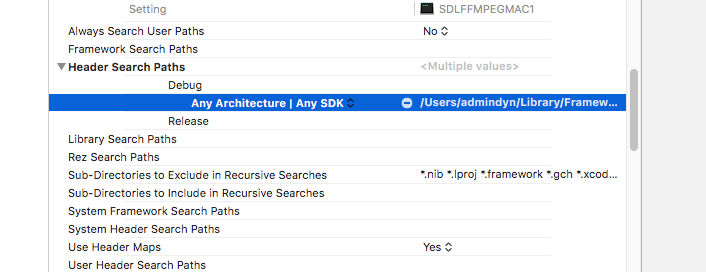 Setting SDLFFMPEGMAC1
Always Search User Paths No
Framework Search Paths
Header Search Paths <Multiple values>
Debug
Any Architecture | Any SDK /Users/admindyn/Library/Framew...
Release
Library Search Paths
Rez Search Paths
Sub-Directories to Exclude in Recursive Searches *.nib *.lproj *.framework *.gch *.xcod...
Sub-Directories to Include in Recursive Searches
System Framework Search Paths
System Header Search Paths
Use Header Maps Yes
User Header Search Paths